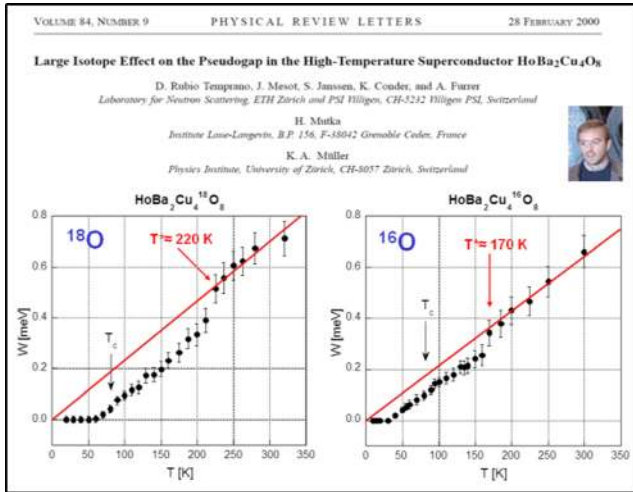 VOLUME 84, NUMBER 9 PHYSICAL REVIEW LETTERS 28 FEBRUARY 2000
Large Isotope Effect on the Pseudogap in the High-Temperature Superconductor HoBa₂Cu₄O₈
D. Rubio Temprano, J. Mesot, S. Janssen, K. Conder, and A. Furrer
Laboratory for Neutron Scattering, ETH Zürich and PSI Villigen, CH-5232 Villigen PSI, Switzerland
H. Mutka
Institute Laue-Langevin, B.P. 156, F-38042 Grenoble Cedex, France
K. A. Müller
Physics Institute, University of Zürich, CH-8057 Zürich, Switzerland
HoBa₂Cu₄¹⁸O₈
¹⁸O
T*≈ 220 K
T_c
W [meV]
0.8
0.6
0.4
0.2
0.0
0 50 100 150 200 250 300
T [K]
HoBa₂Cu₄¹⁶O₈
¹⁶O
T*≈ 170 K
T_c
W [meV]
0.8
0.6
0.4
0.2
0.0
0 50 100 150 200 250 300 350
T [K]